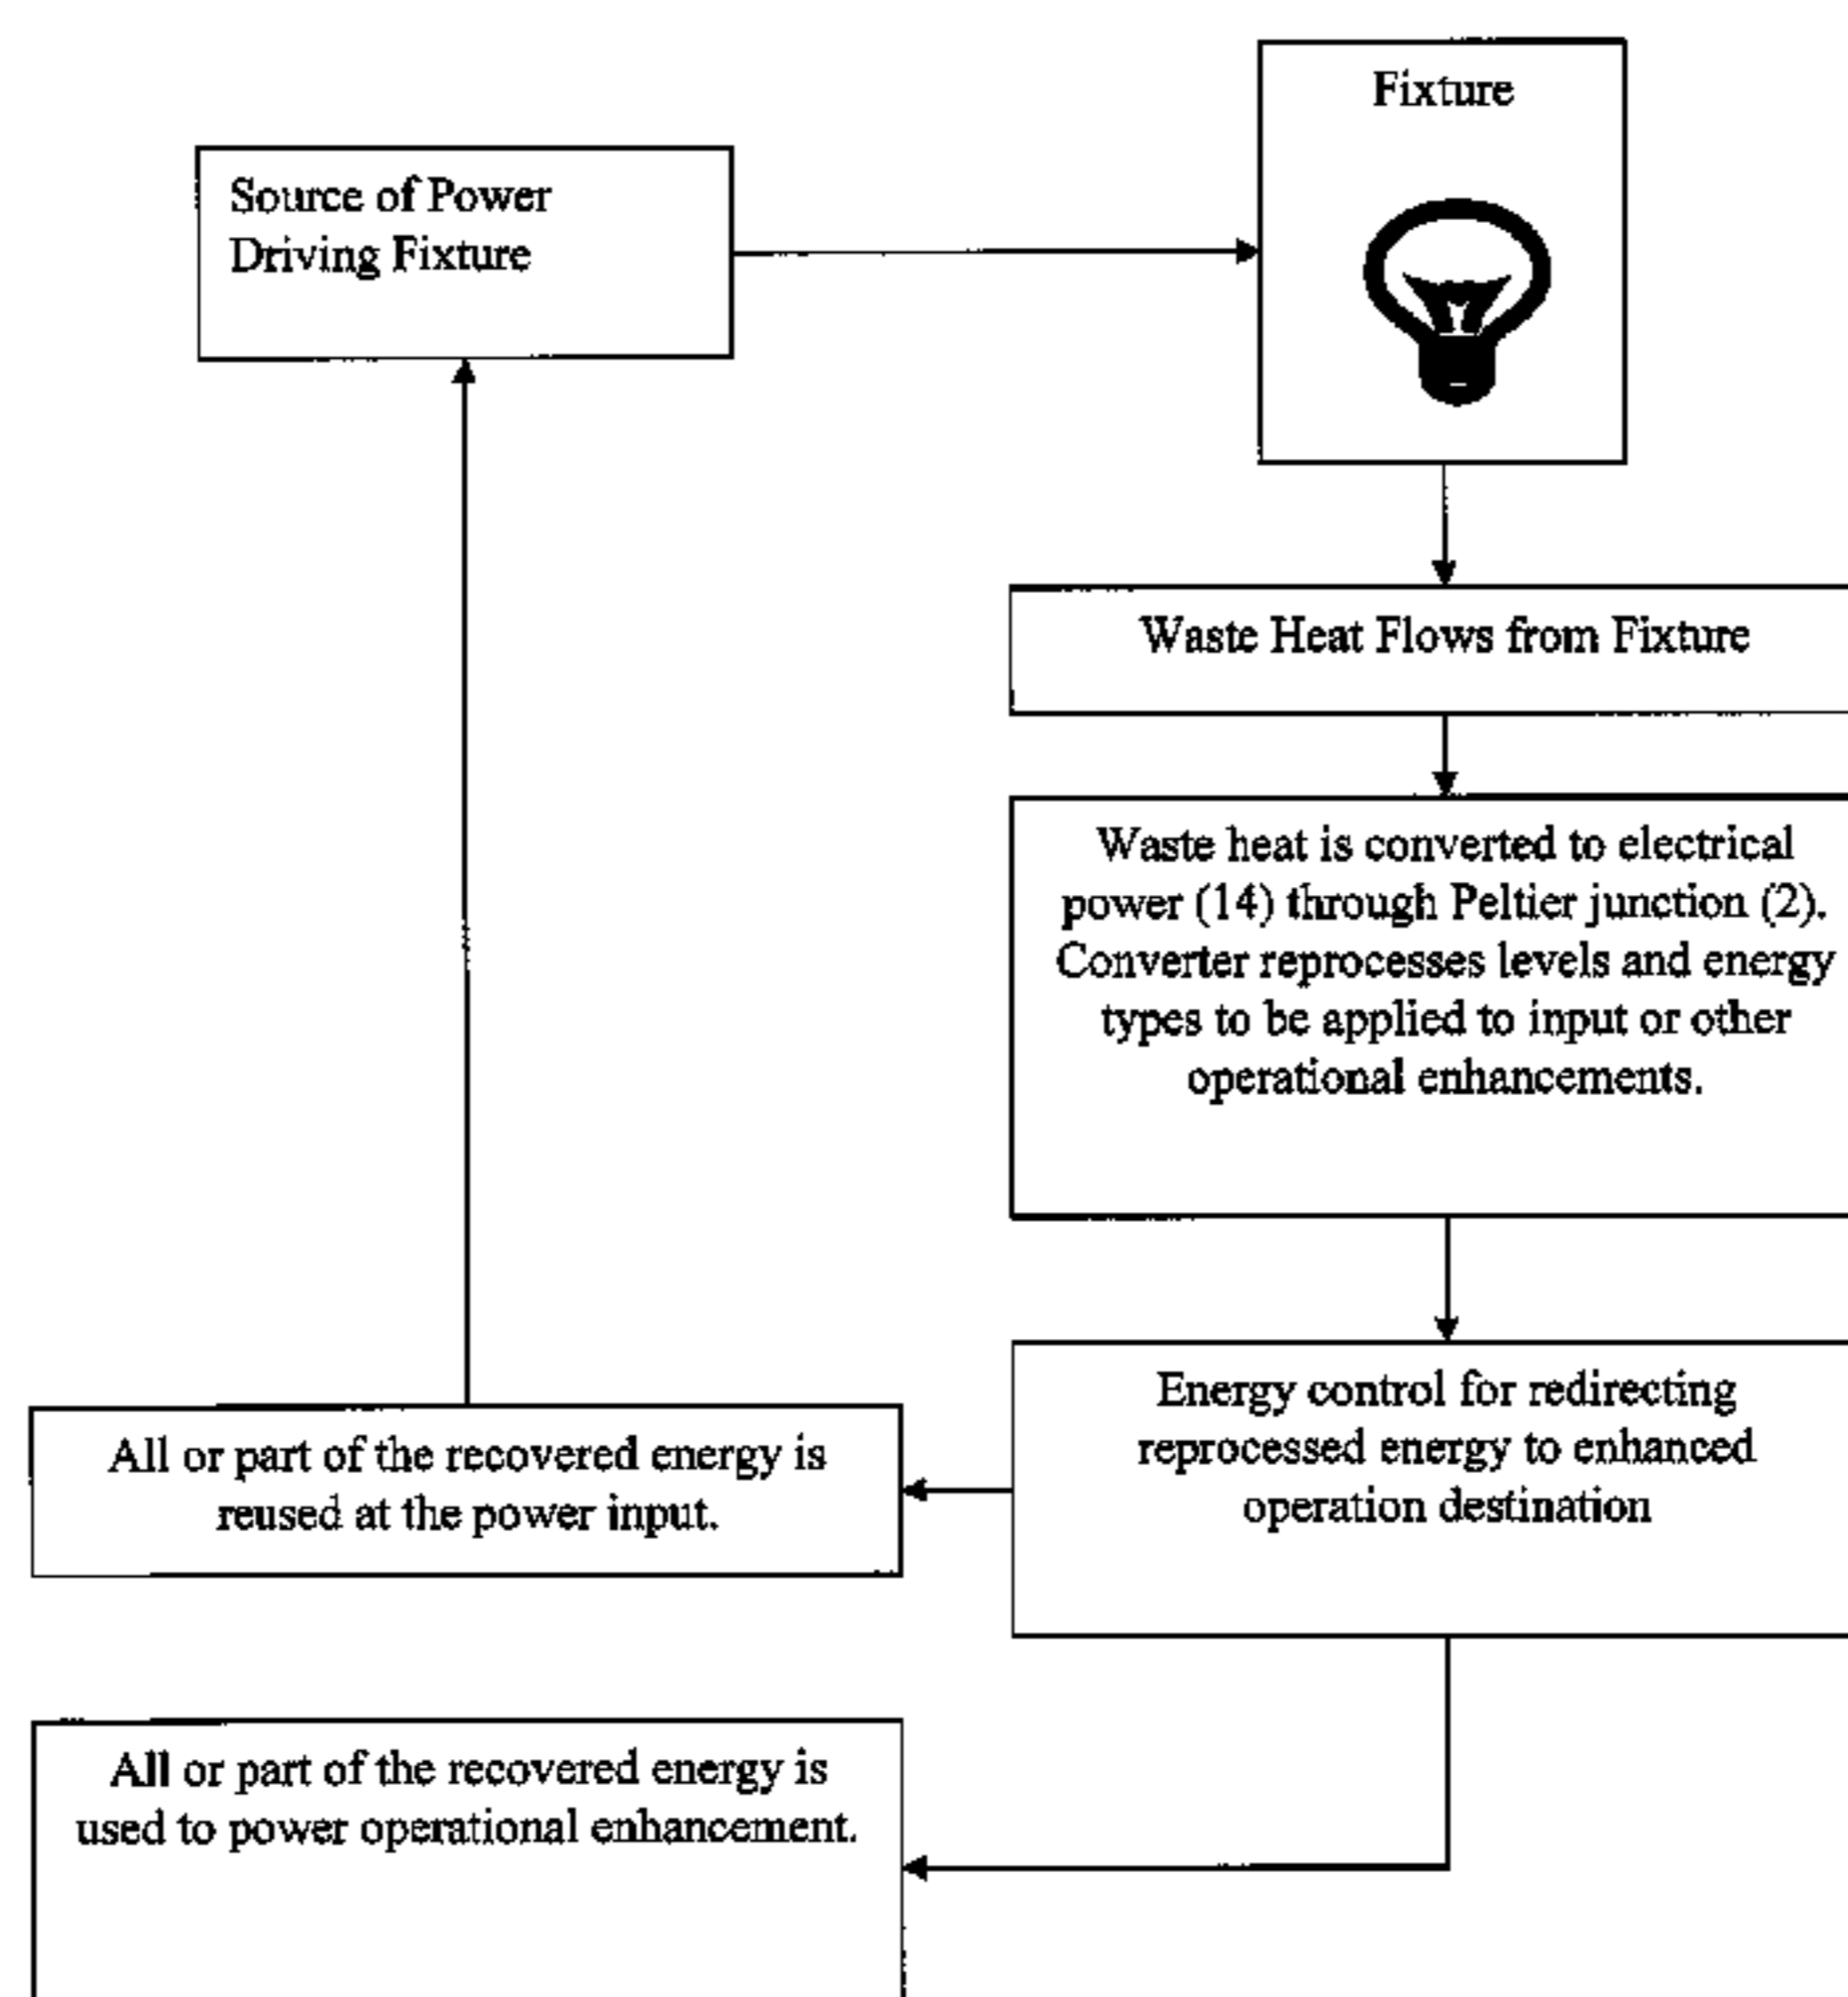 Fixture
Source of Power
Driving Fixture
Waste Heat Flows from Fixture
Waste heat is converted to electrical
power (14) through Peltier junction (2).
Converter reprocesses levels and energy
types to be applied to input or other
operational enhancements.
Energy control for redirecting
reprocessed energy to enhanced
operation destination
All or part of the recovered energy is
reused at the power input.
All or part of the recovered energy is
used to power operational enhancement.